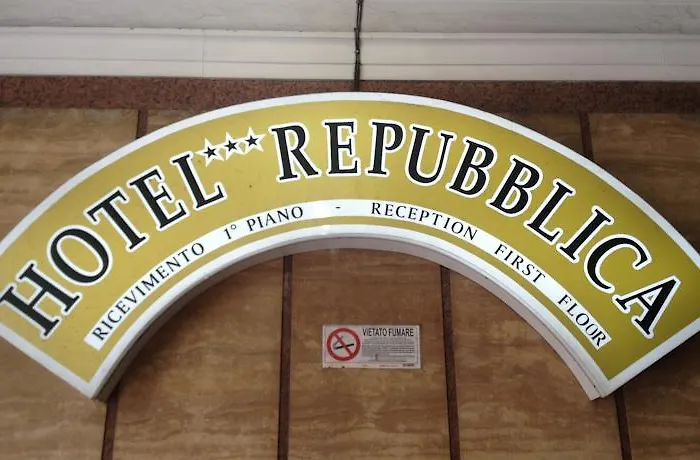 HOTEL*** REPUBBLICA
RICEVIMENTO 1° PIANO - RECEPTION FIRST FLOOR
VIETATO FUMARE